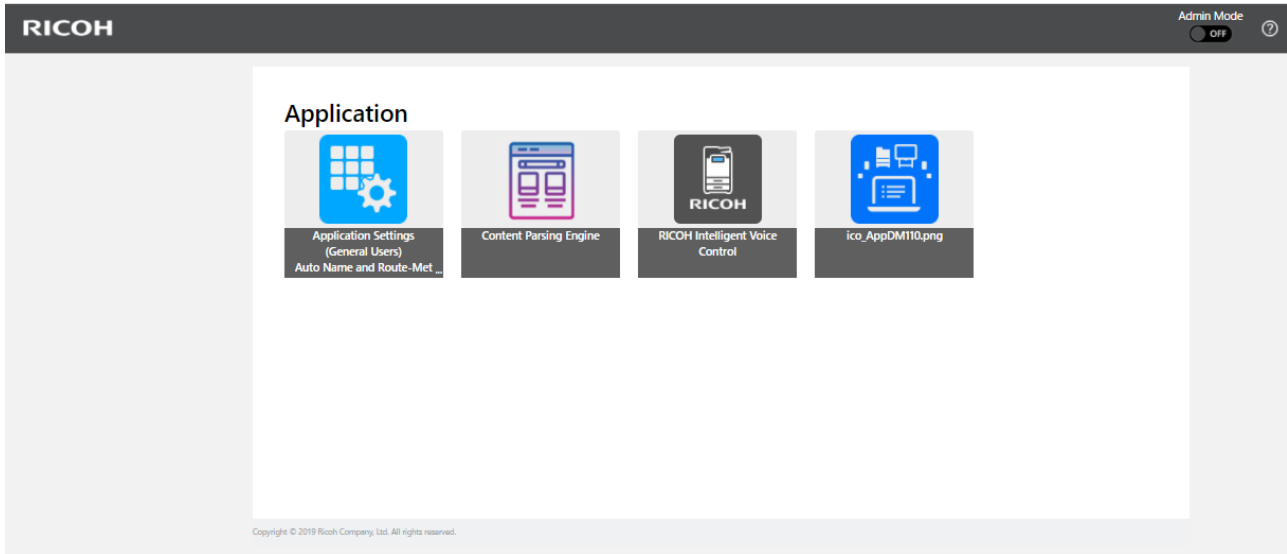 RICOH
Admin Mode
OFF
Application
RICOH
Application Settings
(General Users)
Auto Name and Route-Met ...
Content Parsing Engine
RICOH Intelligent Voice
Control
ico_AppDM110.png
Copyright © 2019 Ricoh Company, Ltd. All rights reserved.